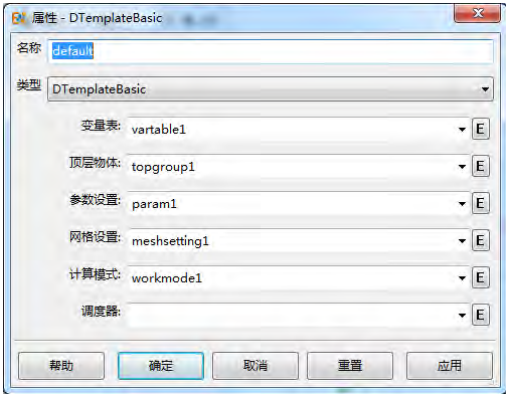 属性 - DTemplateBasic
名称 default
类型 DTemplateBasic
变量表: vartable1 E
顶层物体: topgroup1 E
参数设置: param1 E
网格设置: meshsetting1 E
计算模式: workmode1 E
调度器: E
帮助 确定 取消 重置 应用